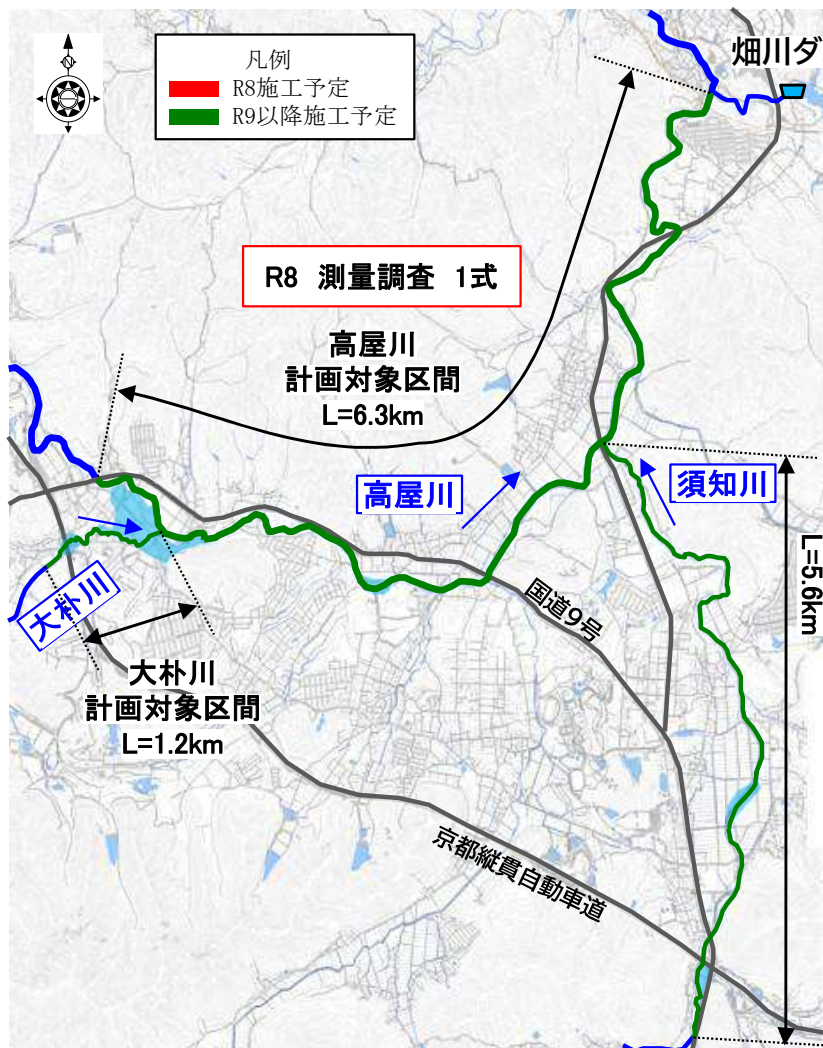 凡例
R8施工予定
R9以降施工予定
N
畑川ダ
R8 測量調査 1式
高屋川
計画対象区間
L=6.3km
高屋川
須知川
L=5.6km
大朴川
国道9号
大朴川
計画対象区間
L=1.2km
京都縦貫自動車道